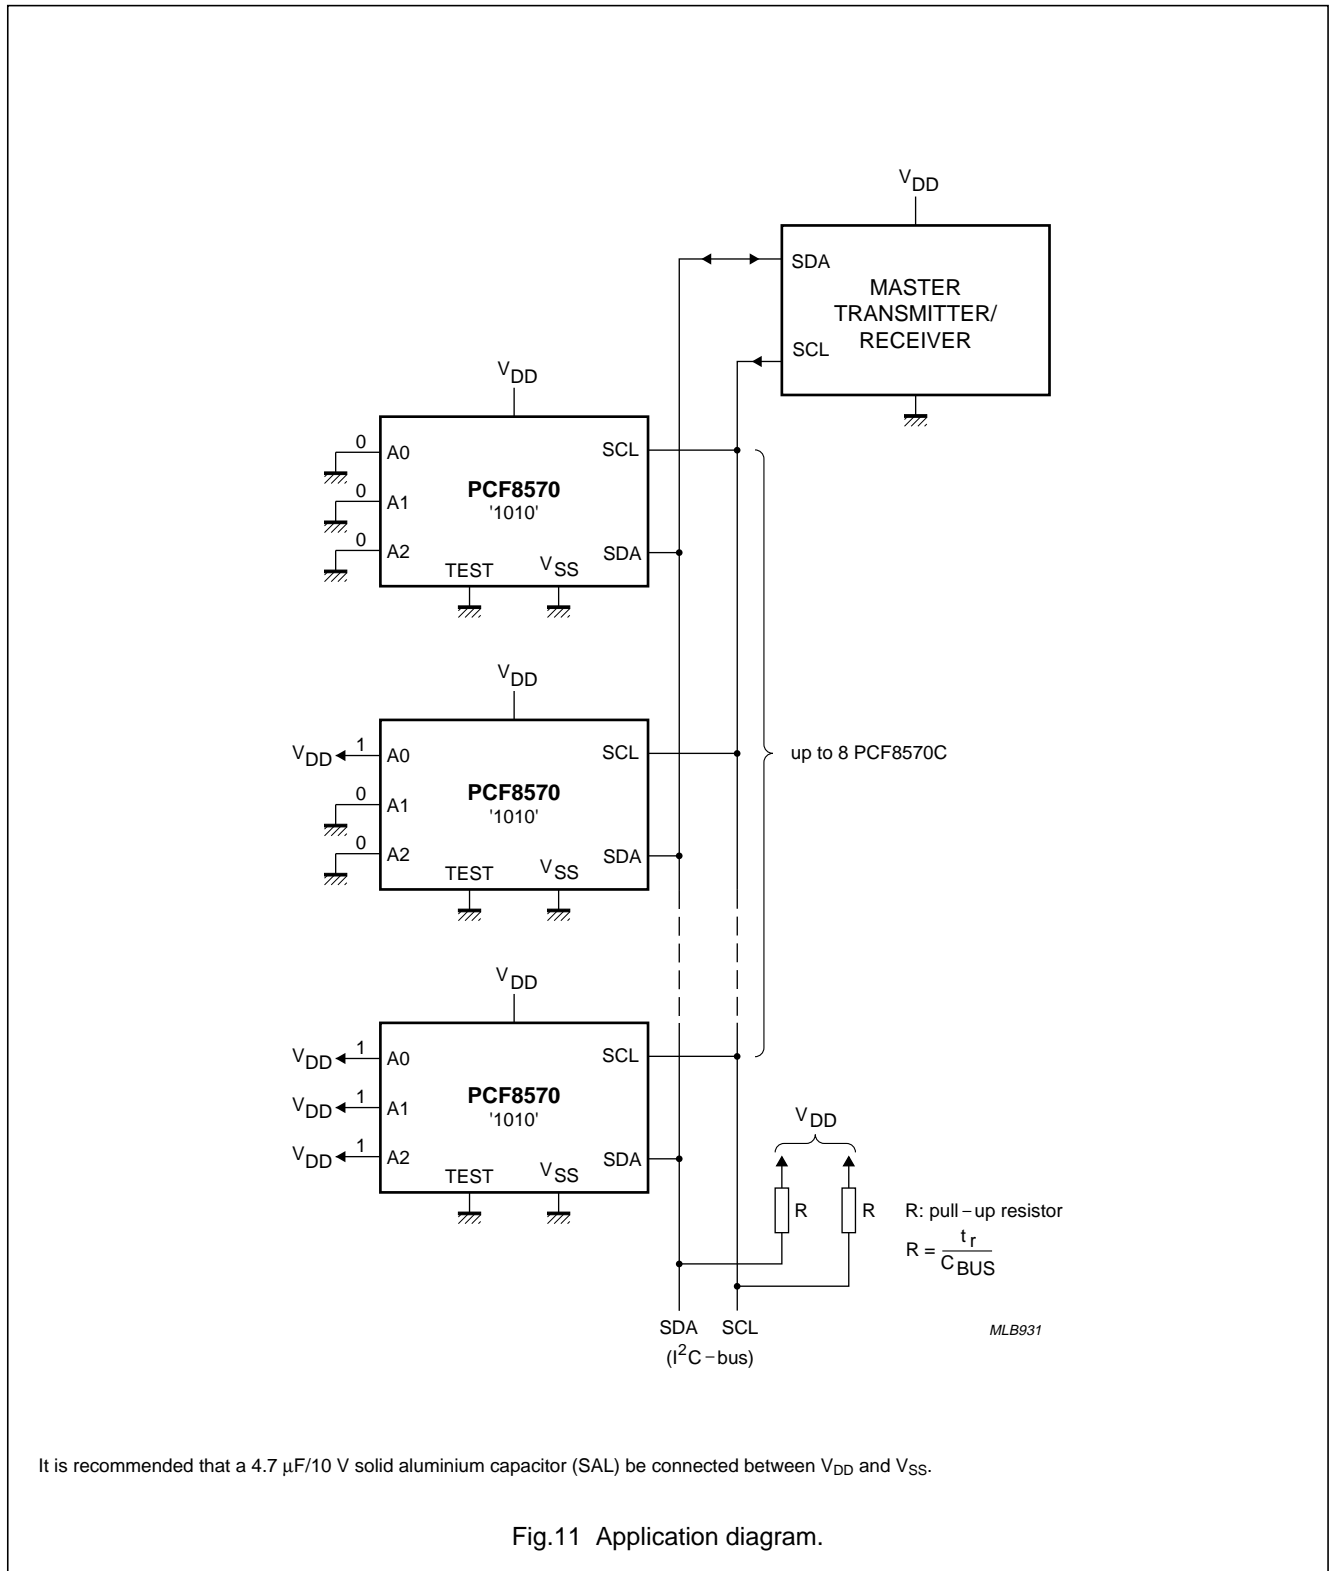 VDD
SDA
MASTER
TRANSMITTER/
RECEIVER
SCL
VDD
0 A0 SCL
PCF8570
0 A1
'1010'
0 A2 SDA
TEST VSS
VDD
VDD 1 A0 SCL
up to 8 PCF8570C
PCF8570
0 A1
'1010'
0 A2 SDA
TEST VSS
VDD
VDD 1 A0 SCL
PCF8570
VDD 1 A1
'1010'
VDD 1 A2 SDA
TEST VSS
VDD
R R R: pull-up resistor
R = tr / CBUS
SDA SCL
(I²C-bus)
MLB931
It is recommended that a 4.7 μF/10 V solid aluminium capacitor (SAL) be connected between VDD and VSS.
Fig.11 Application diagram.